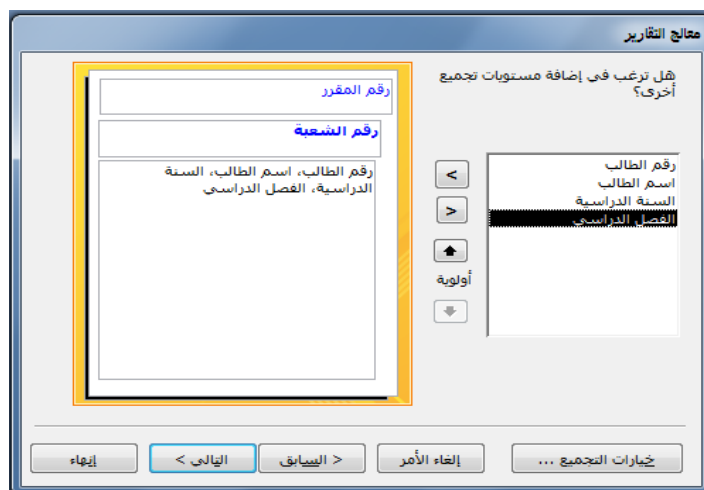 معالج التقارير
هل ترغب في إضافة مستويات تجميع
أخرى؟
رقم الطالب
اسم الطالب
السنة الدراسية
الفصل الدراسي
>
<
أولوية
رقم المقرر
رقم الشعبة
رقم الطالب، اسم الطالب، السنة
الدراسية، الفصل الدراسي
خيارات التجميع ...
إلغاء الأمر
< السابق
التالي >
إنهاء